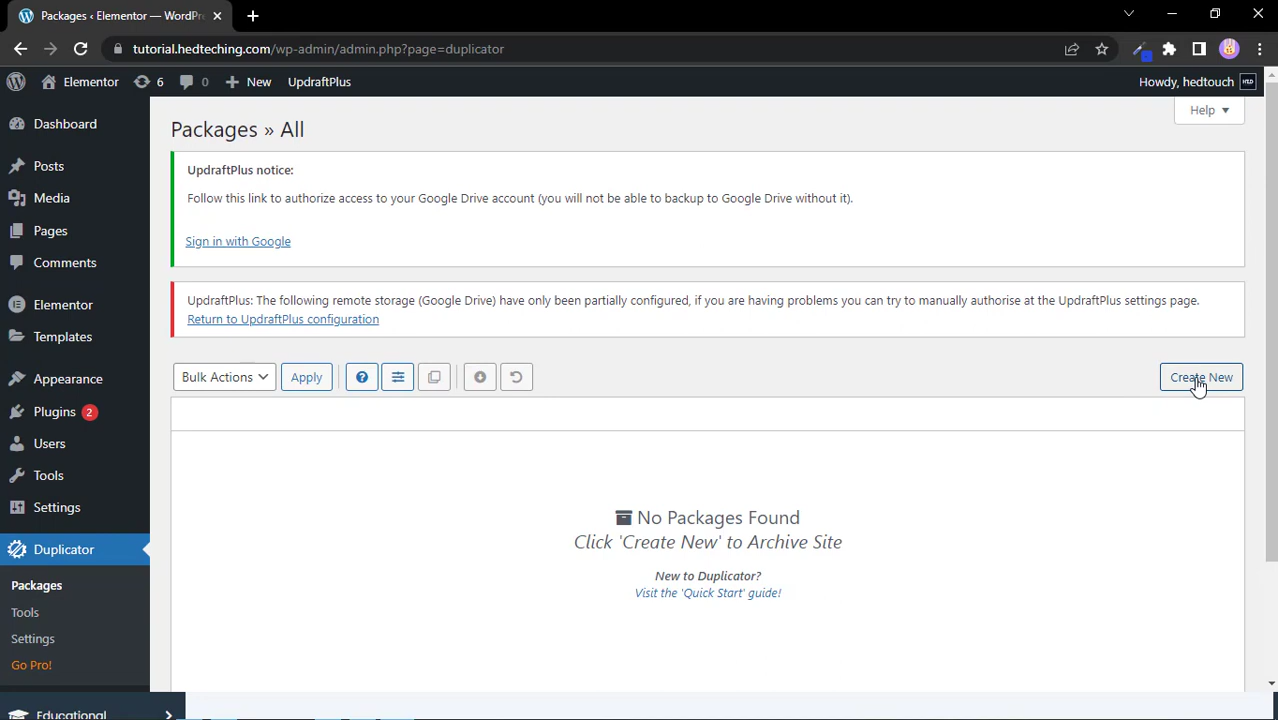 Packages ‹ Elementor — WordPr
tutorial.hedteching.com/wp-admin/admin.php?page=duplicator
Elementor
6
0
New
UpdraftPlus
Howdy, hedtouch
Help
Dashboard
Posts
Media
Pages
Comments
Elementor
Templates
Appearance
Plugins 2
Users
Tools
Settings
Duplicator
Packages
Tools
Settings
Go Pro!
Educational
Packages » All
UpdraftPlus notice:
Follow this link to authorize access to your Google Drive account (you will not be able to backup to Google Drive without it).
Sign in with Google
UpdraftPlus: The following remote storage (Google Drive) have only been partially configured, if you are having problems you can try to manually authorise at the UpdraftPlus settings page.
Return to UpdraftPlus configuration
Bulk Actions
Apply
Create New
No Packages Found
Click 'Create New' to Archive Site
New to Duplicator?
Visit the 'Quick Start' guide!